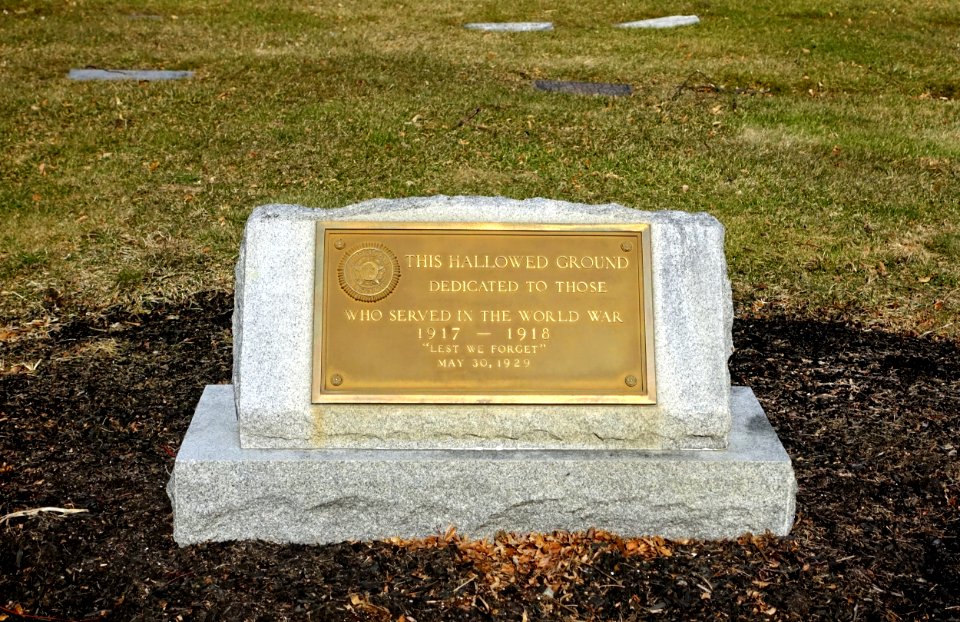 THIS HALLOWED GROUND
DEDICATED TO THOSE
WHO SERVED IN THE WORLD WAR
1917 — 1918
"LEST WE FORGET"
MAY 30, 1929